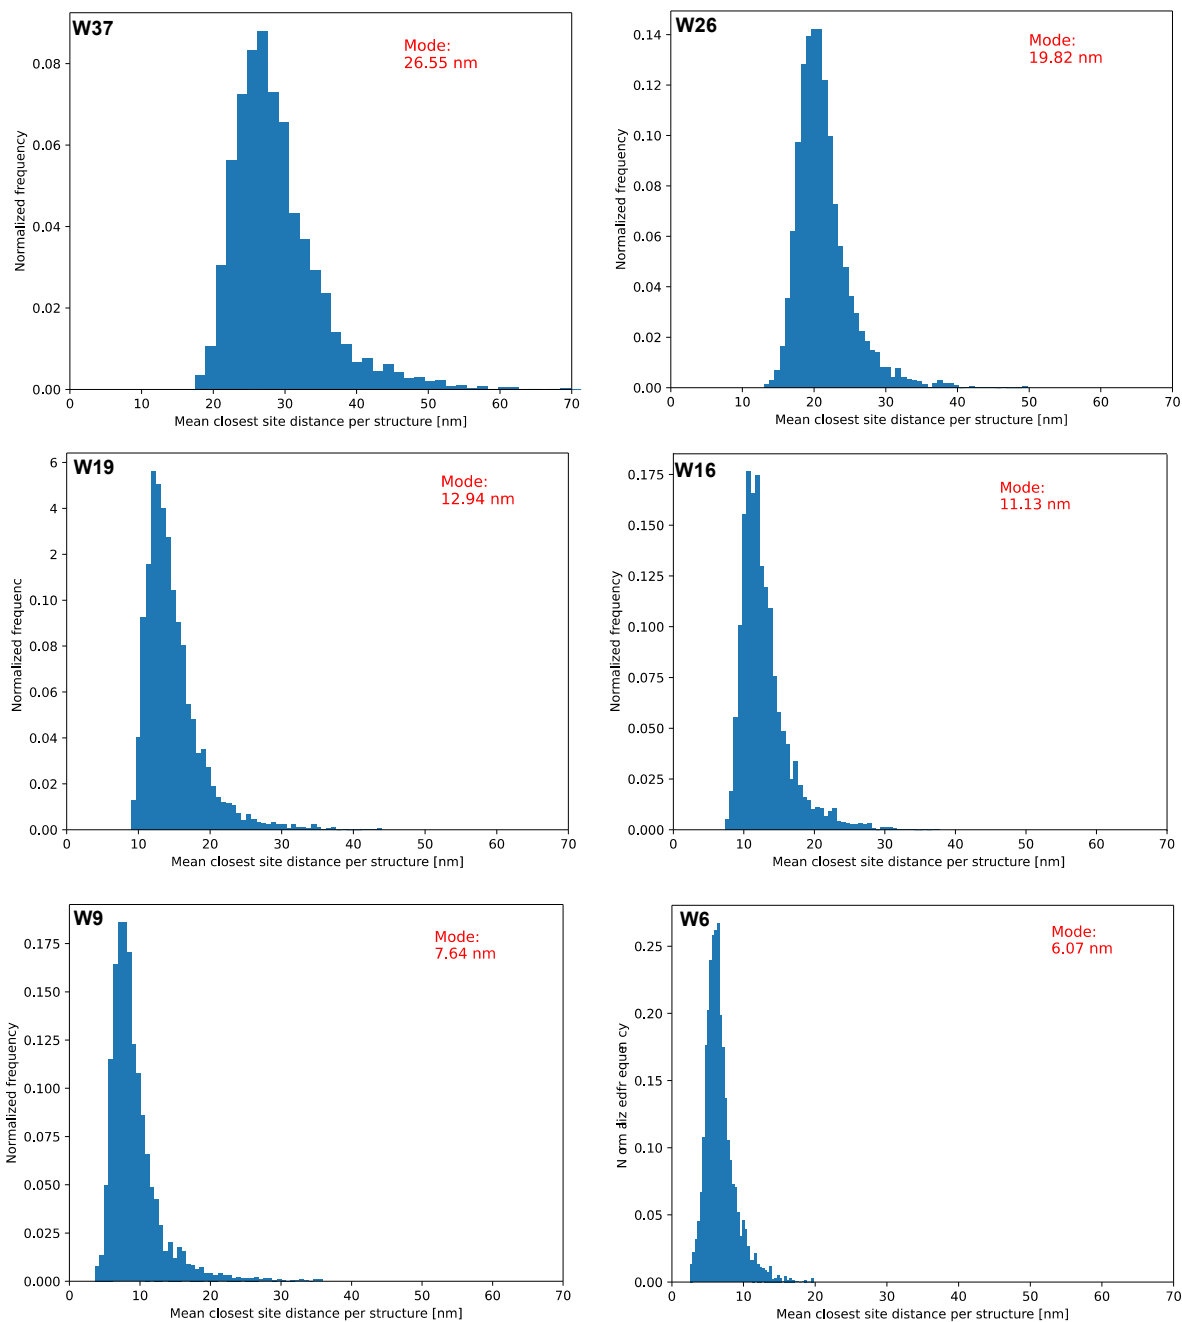 W37
Mode:
26.55 nm
Normalized frequency
0.08
0.06
0.04
0.02
0.00
0 10 20 30 40 50 60 70
Mean closest site distance per structure [nm]
W26
Mode:
19.82 nm
Normalized frequency
0.14
0.12
0.10
0.08
0.06
0.04
0.02
0.00
0 10 20 30 40 50 60 70
Mean closest site distance per structure [nm]
W19
Mode:
12.94 nm
Normalized frequenc
6
4
2
0.10
0.08
0.06
0.04
0.02
0.00
0 10 20 30 40 50 60 70
Mean closest site distance per structure [nm]
W16
Mode:
11.13 nm
Normalized frequency
0.175
0.150
0.125
0.100
0.075
0.050
0.025
0.000
0 10 20 30 40 50 60 70
Mean closest site distance per structure [nm]
W9
Mode:
7.64 nm
Normalized frequency
0.175
0.150
0.125
0.100
0.075
0.050
0.025
0.000
0 10 20 30 40 50 60 70
Mean closest site distance per structure [nm]
W6
Mode:
6.07 nm
N orm aliz edfr equen cy
0.25
0.20
0.15
0.10
0.05
0.00
0 10 20 30 40 50 60 70
Mean closest site distance per structure [nm]